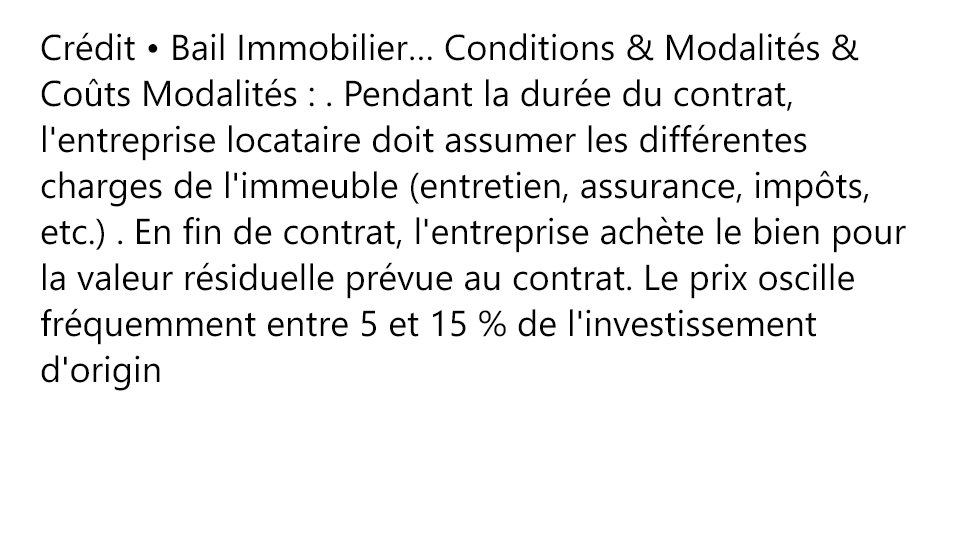 Crédit • Bail Immobilier… Conditions & Modalités &
Coûts Modalités : . Pendant la durée du contrat,
l'entreprise locataire doit assumer les différentes
charges de l'immeuble (entretien, assurance, impôts,
etc.) . En fin de contrat, l'entreprise achète le bien pour
la valeur résiduelle prévue au contrat. Le prix oscille
fréquemment entre 5 et 15 % de l'investissement
d'origin